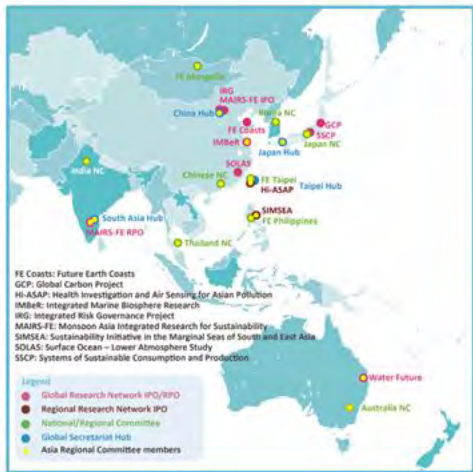 FE Mongolia
IRG
MAIRS-FE IPO
China Hub
Korea NC
GCP
FE Coasts
SSCP
Japan NC
IMBeR
Japan Hub
SOLAS
India NC
Chinese NC
FE Taipei
Taipei Hub
Hi-ASAP
South Asia Hub
MAIRS-FE RPO
SIMSEA
FE Philippines
Thailand NC
FE Coasts: Future Earth Coasts
GCP: Global Carbon Project
Hi-ASAP: Health Investigation and Air Sensing for Asian Pollution
IMBeR: Integrated Marine Biosphere Research
IRG: Integrated Risk Governance Project
MAIRS-FE: Monsoon Asia Integrated Research for Sustainability
SIMSEA: Sustainability Initiative in the Marginal Seas of South and East Asia
SOLAS: Surface Ocean – Lower Atmosphere Study
SSCP: Systems of Sustainable Consumption and Production
Water Future
Australia NC
Legend
Global Research Network IPO/RPO
Regional Research Network IPO
National/Regional Committee
Global Secretariat Hub
Asia Regional Committee members